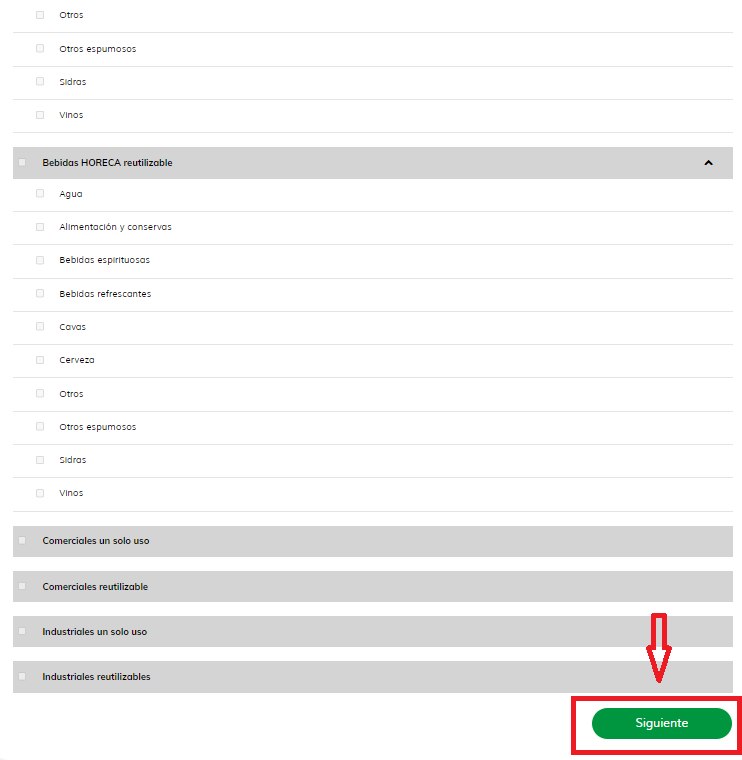 Otros
Otros espumosos
Sidras
Vinos
Bebidas HORECA reutilizable
Agua
Alimentación y conservas
Bebidas espirituosas
Bebidas refrescantes
Cavas
Cerveza
Otros
Otros espumosos
Sidras
Vinos
Comerciales un solo uso
Comerciales reutilizable
Industriales un solo uso
Industriales reutilizables
Siguiente